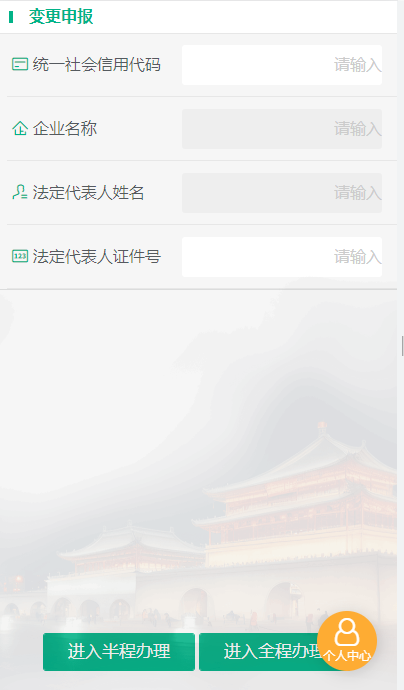 变更申报
统一社会信用代码 请输入
企业名称 请输入
法定代表人姓名 请输入
123 法定代表人证件号 请输入
进入半程办理 进入全程办理
个人中心